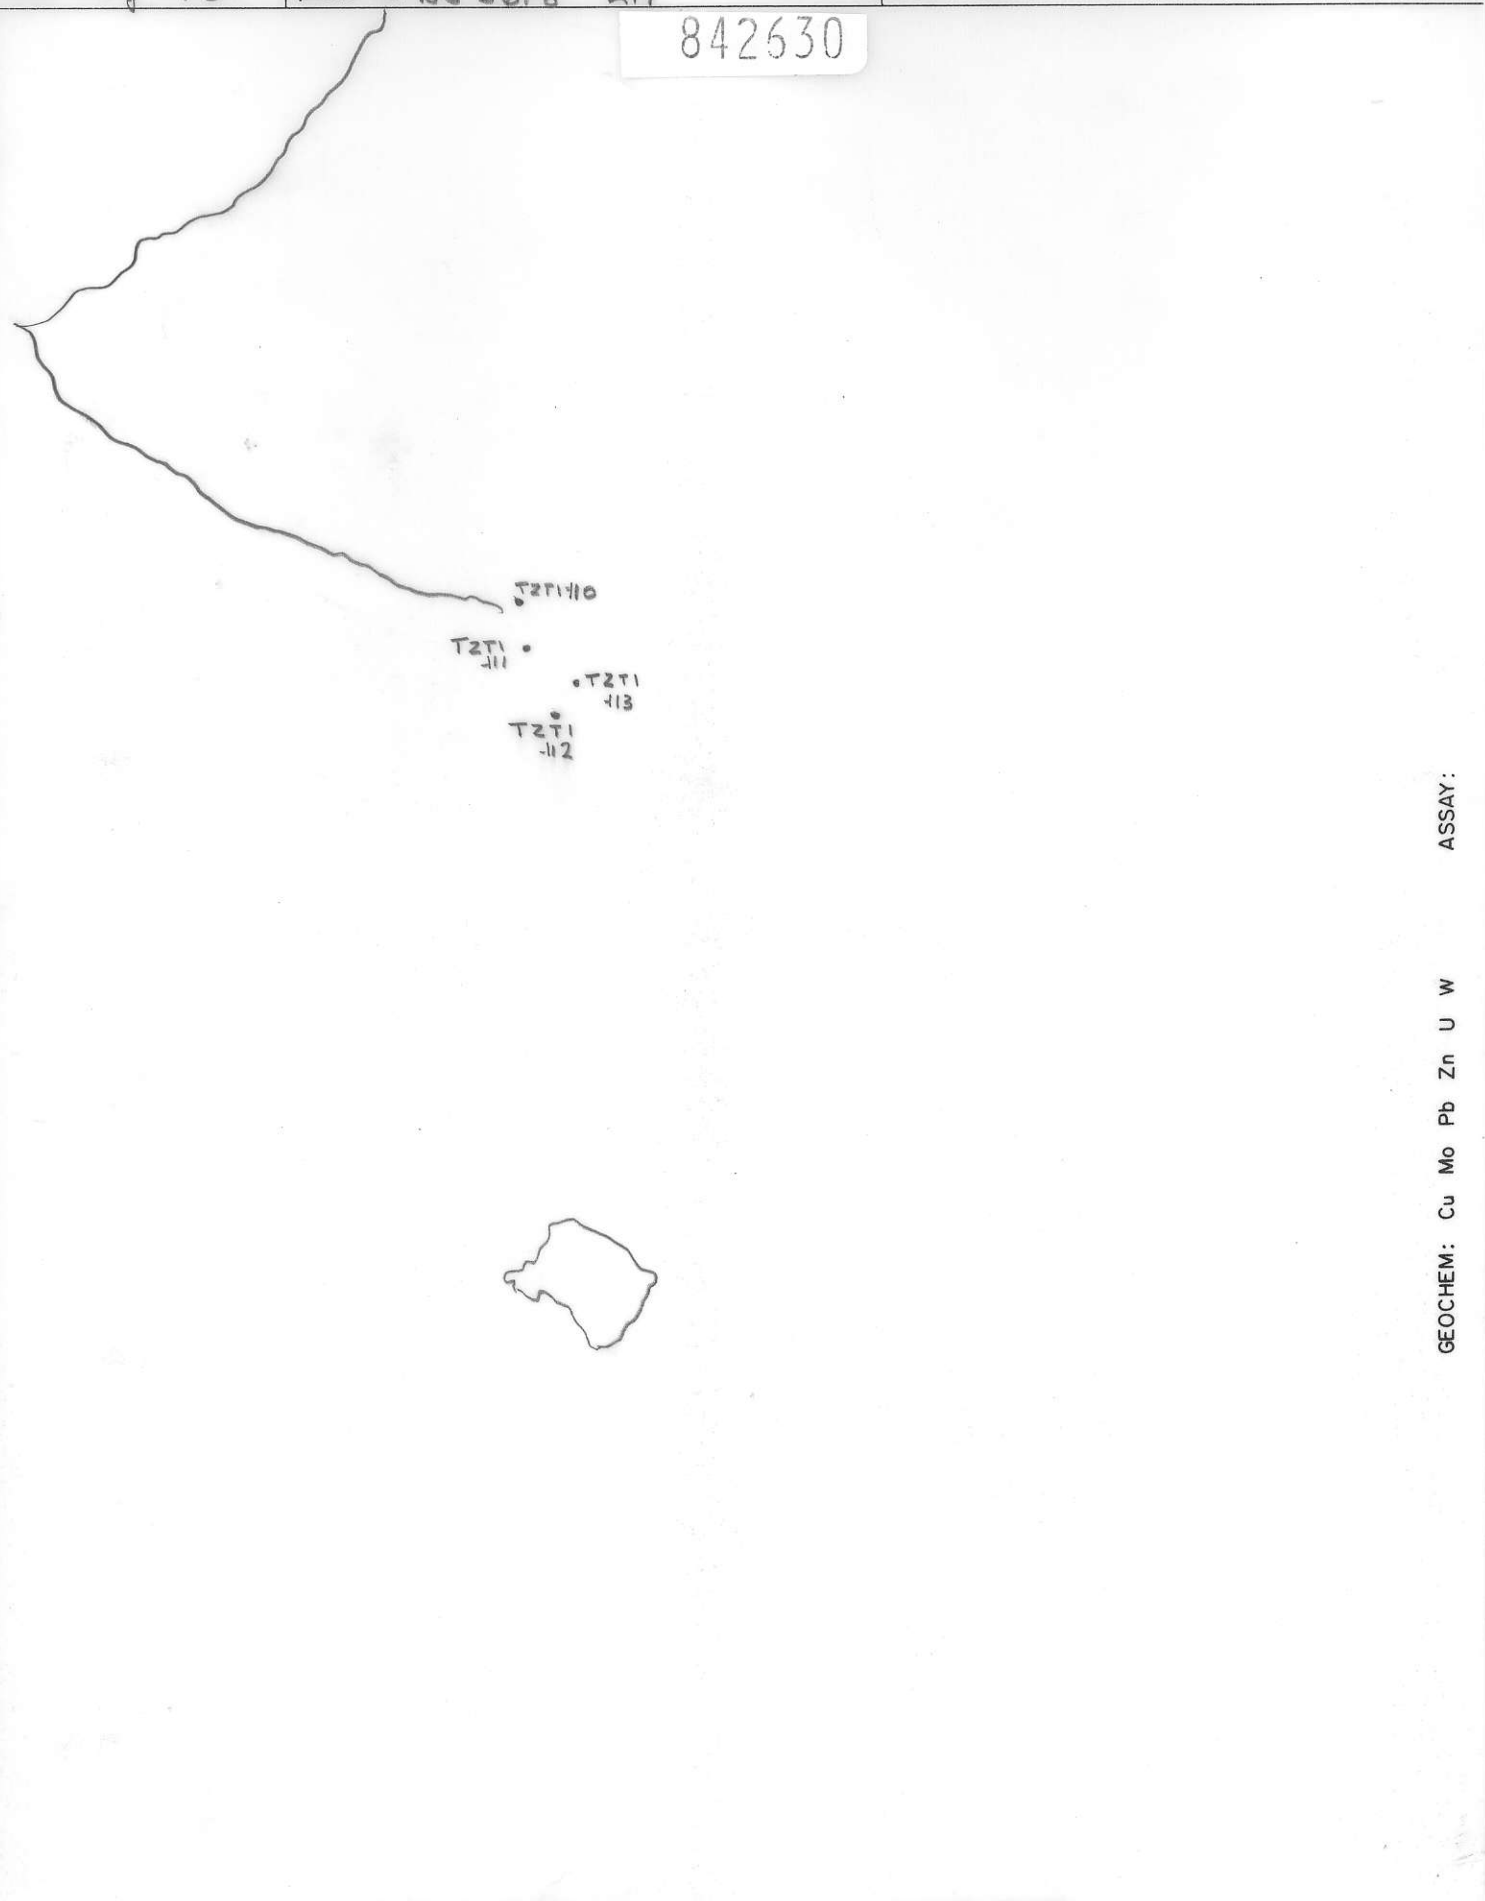 842630
TZT1-110
TZT1
-111
TZT1
-113
TZT1
-112
ASSAY:
GEOCHEM: Cu Mo Pb Zn U W